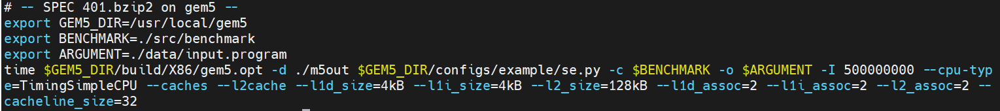 # -- SPEC 401.bzip2 on gem5 --
export GEM5_DIR=/usr/local/gem5
export BENCHMARK=./src/benchmark
export ARGUMENT=./data/input.program
time $GEM5_DIR/build/X86/gem5.opt -d ./m5out $GEM5_DIR/configs/example/se.py -c $BENCHMARK -o $ARGUMENT -I 500000000 --cpu-typ
e=TimingSimpleCPU --caches --l2cache --l1d_size=4kB --l1i_size=4kB --l2_size=128kB --l1d_assoc=2 --l1i_assoc=2 --l2_assoc=2 --
cacheline_size=32